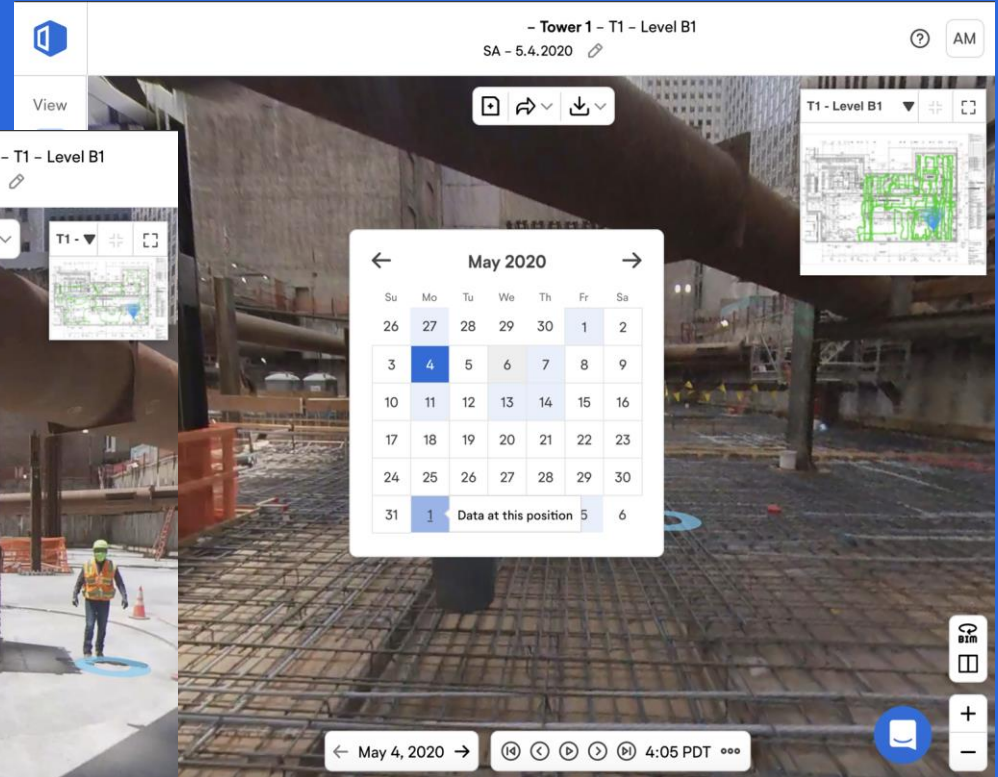 – Tower 1 – T1 – Level B1
SA – 5.4.2020
AM
View
T1 - Level B1
– T1 – Level B1
T1 -
May 2020
Su Mo Tu We Th Fr Sa
26 27 28 29 30 1 2
3 4 5 6 7 8 9
10 11 12 13 14 15 16
17 18 19 20 21 22 23
24 25 26 27 28 29 30
31 1 Data at this position 5 6
BIM
May 4, 2020
4:05 PDT